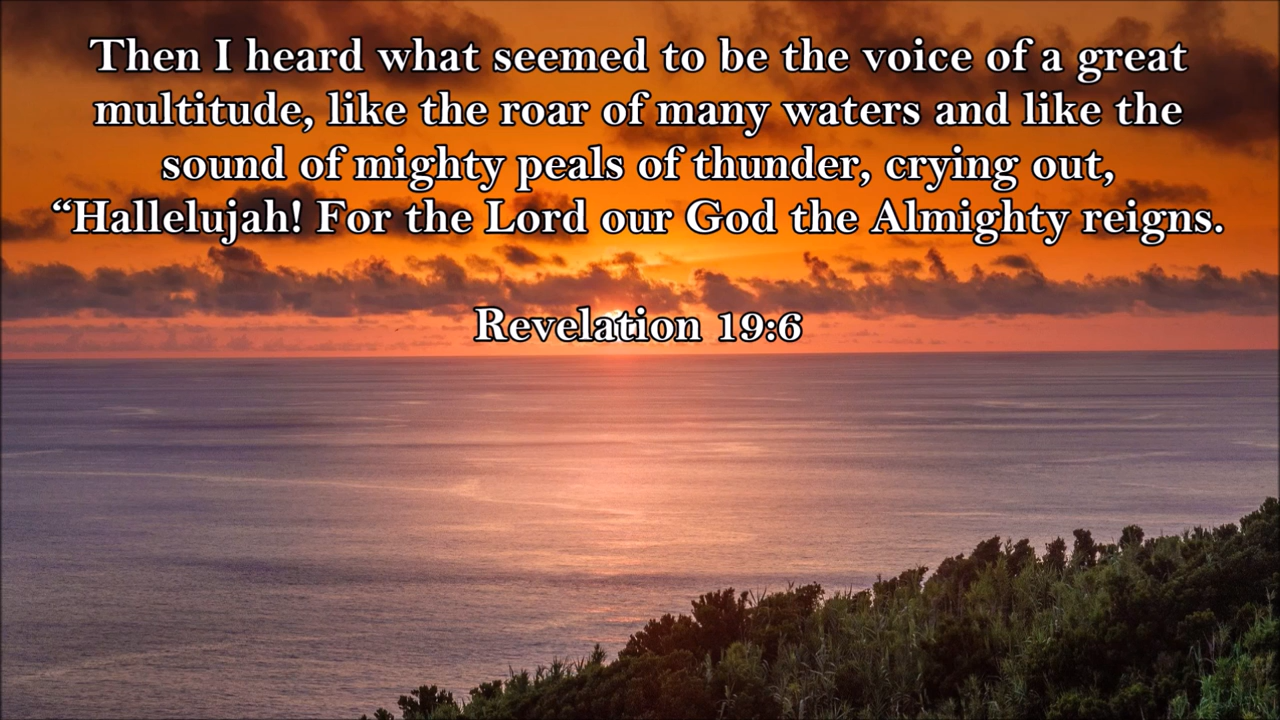 Then I heard what seemed to be the voice of a great
multitude, like the roar of many waters and like the
sound of mighty peals of thunder, crying out,
“Hallelujah! For the Lord our God the Almighty reigns.
Revelation 19:6